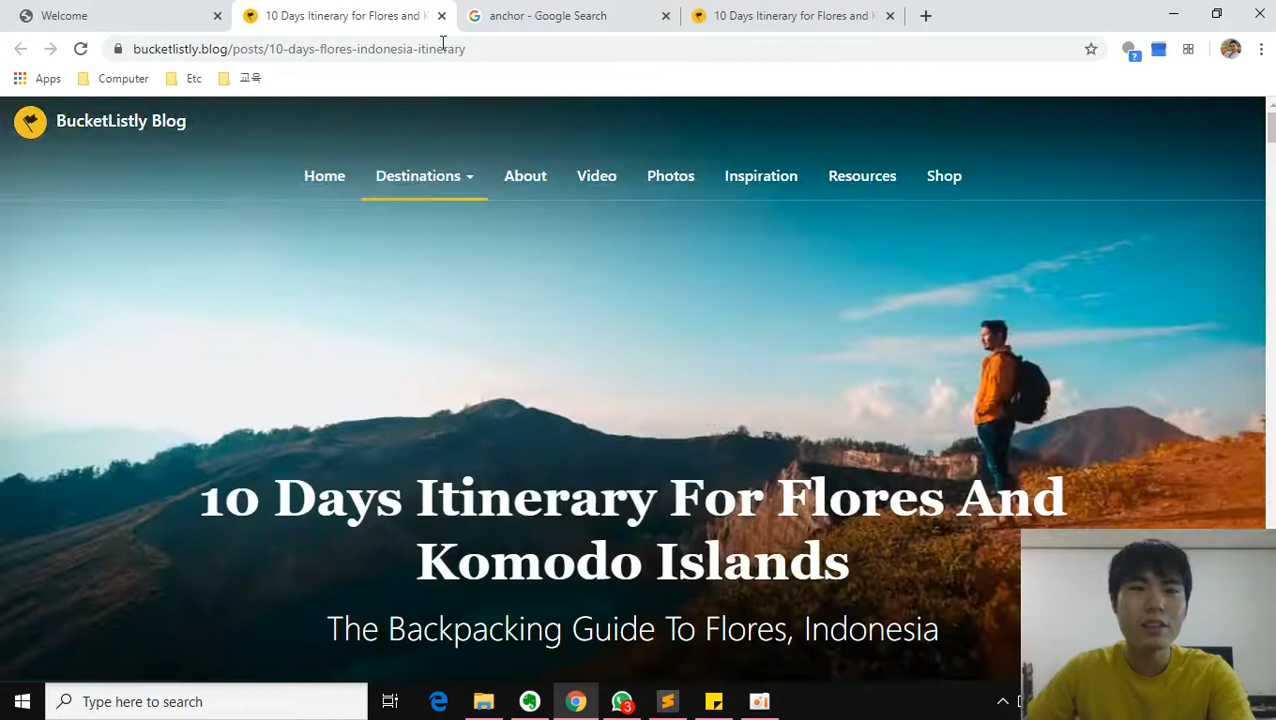 Welcome
10 Days Itinerary for Flores and K
anchor - Google Search
10 Days Itinerary for Flores and K
bucketlistly.blog/posts/10-days-flores-indonesia-itinerary
Apps
Computer
Etc
교육
BucketListly Blog
Home
Destinations
About
Video
Photos
Inspiration
Resources
Shop
10 Days Itinerary For Flores And
Komodo Islands
The Backpacking Guide To Flores, Indonesia
Type here to search
3